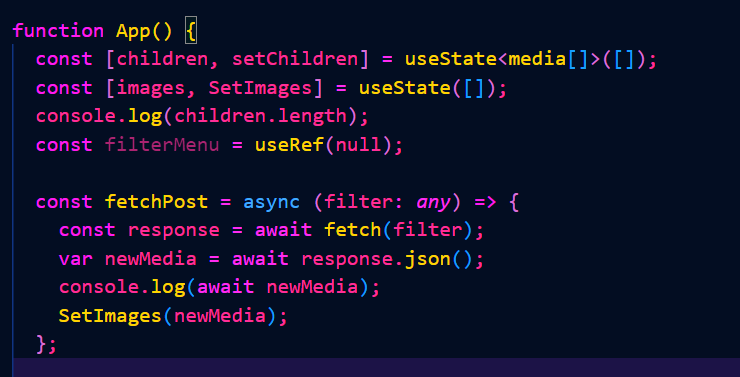 function App() {
const [children, setChildren] = useState<media[]>([]);
const [images, SetImages] = useState([]);
console.log(children.length);
const filterMenu = useRef(null);
const fetchPost = async (filter: any) => {
const response = await fetch(filter);
var newMedia = await response.json();
console.log(await newMedia);
SetImages(newMedia);
};